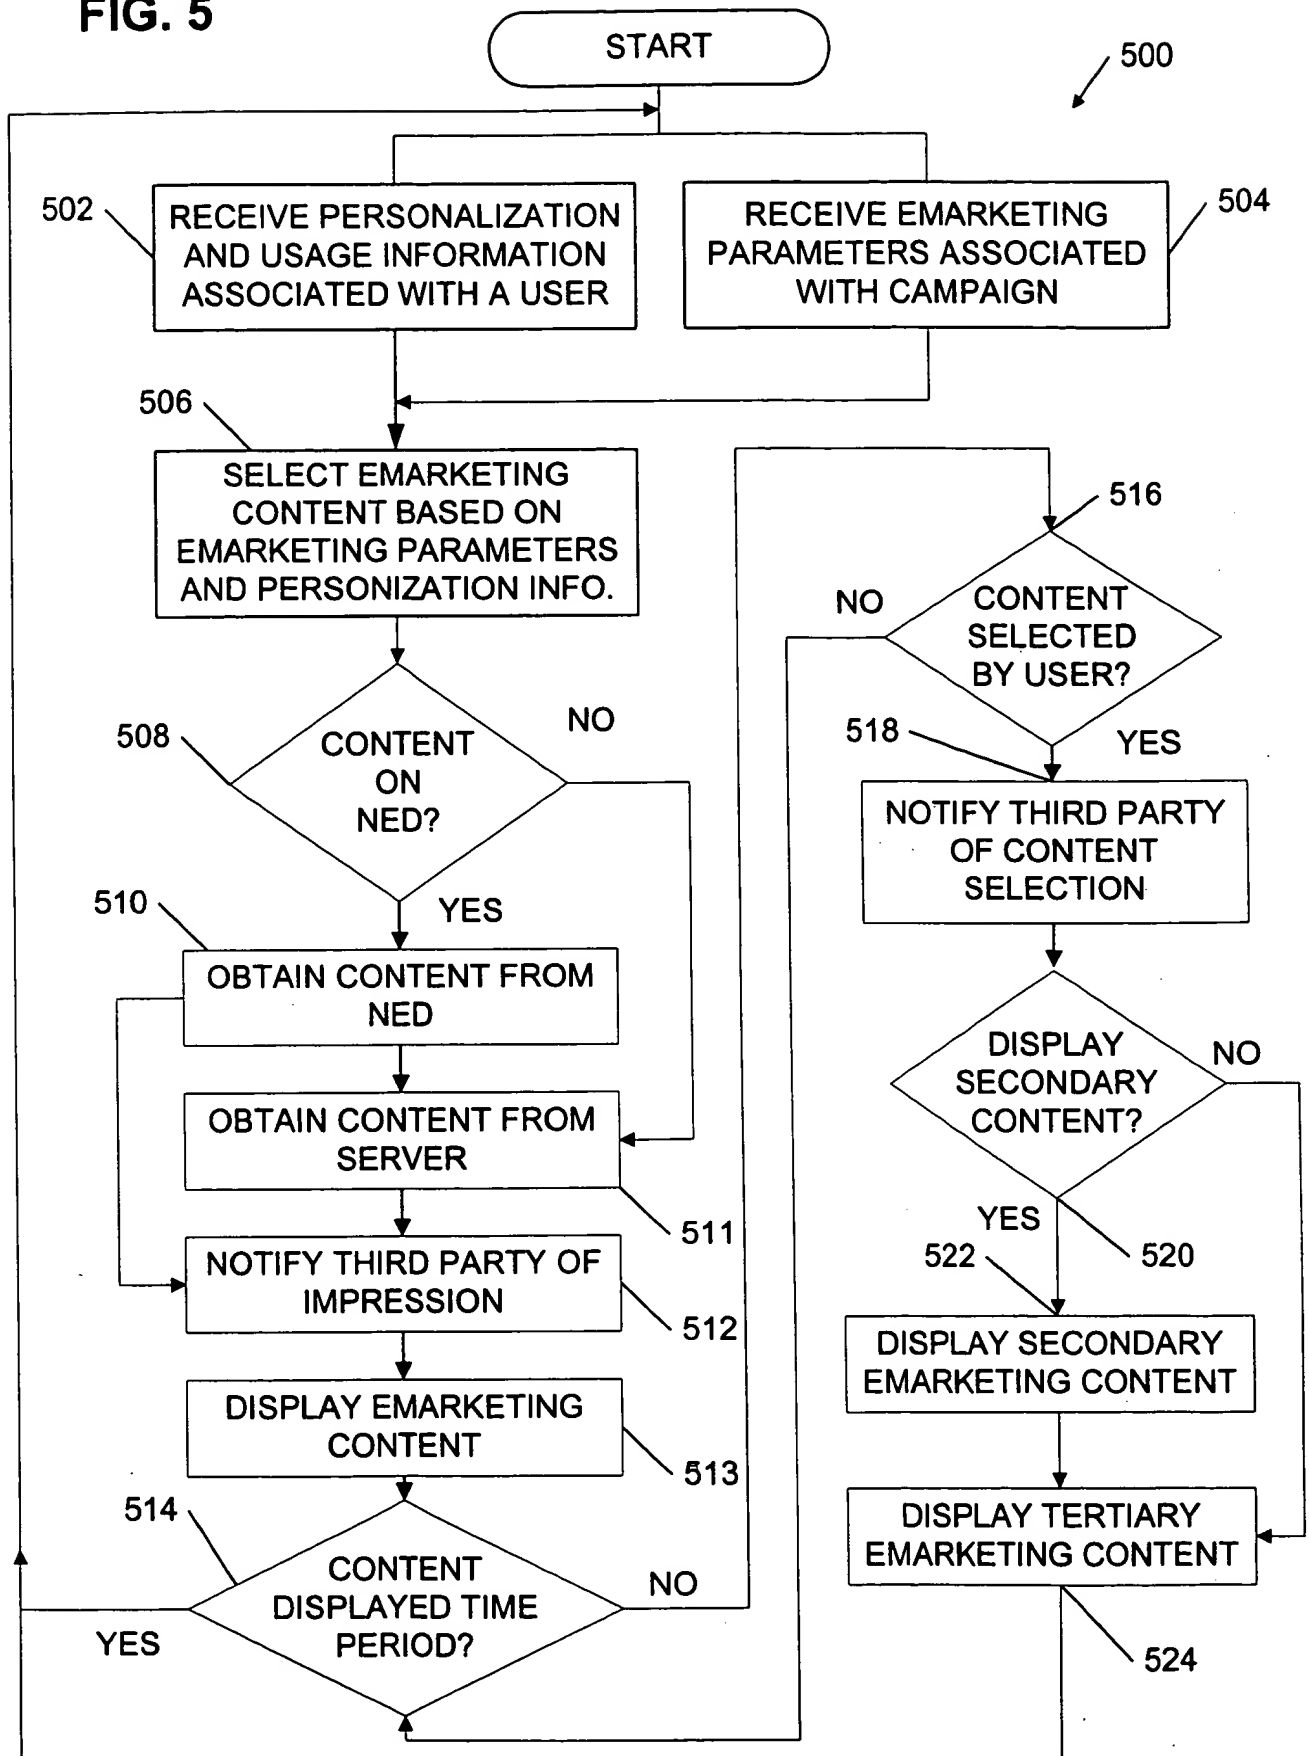 FIG. 5
START
500
502
RECEIVE PERSONALIZATION
AND USAGE INFORMATION
ASSOCIATED WITH A USER
RECEIVE EMARKETING
PARAMETERS ASSOCIATED
WITH CAMPAIGN
504
506
SELECT EMARKETING
CONTENT BASED ON
EMARKETING PARAMETERS
AND PERSONIZATION INFO.
508
CONTENT
ON
NED?
NO
YES
510
OBTAIN CONTENT FROM
NED
OBTAIN CONTENT FROM
SERVER
511
NOTIFY THIRD PARTY OF
IMPRESSION
512
DISPLAY EMARKETING
CONTENT
513
514
CONTENT
DISPLAYED TIME
PERIOD?
NO
YES
516
CONTENT
SELECTED
BY USER?
NO
YES
518
NOTIFY THIRD PARTY
OF CONTENT
SELECTION
DISPLAY
SECONDARY
CONTENT?
NO
YES
520
522
DISPLAY SECONDARY
EMARKETING CONTENT
DISPLAY TERTIARY
EMARKETING CONTENT
524